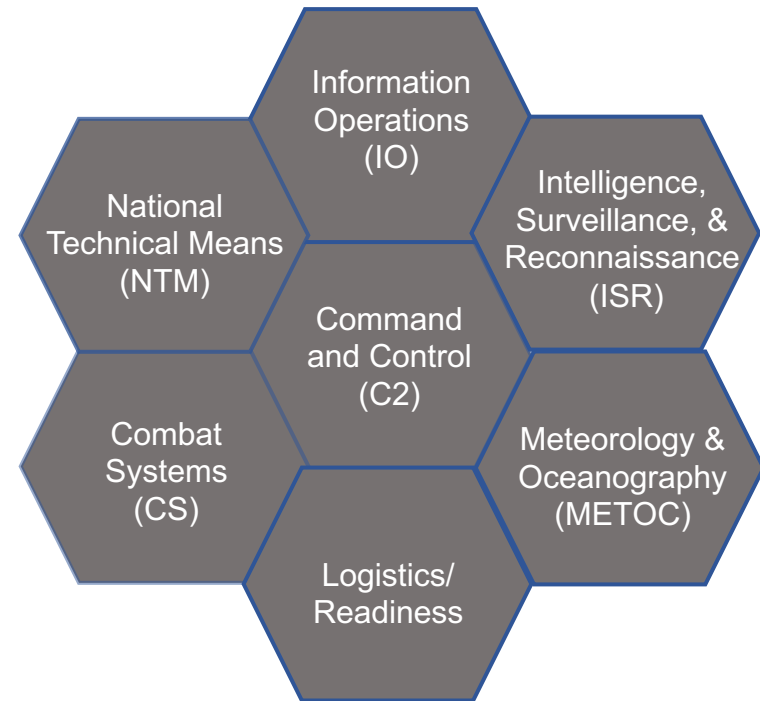 Information
Operations
(IO)
National
Technical Means
(NTM)
Intelligence,
Surveillance, &
Reconnaissance
(ISR)
Command
and Control
(C2)
Combat
Systems
(CS)
Meteorology &
Oceanography
(METOC)
Logistics/
Readiness